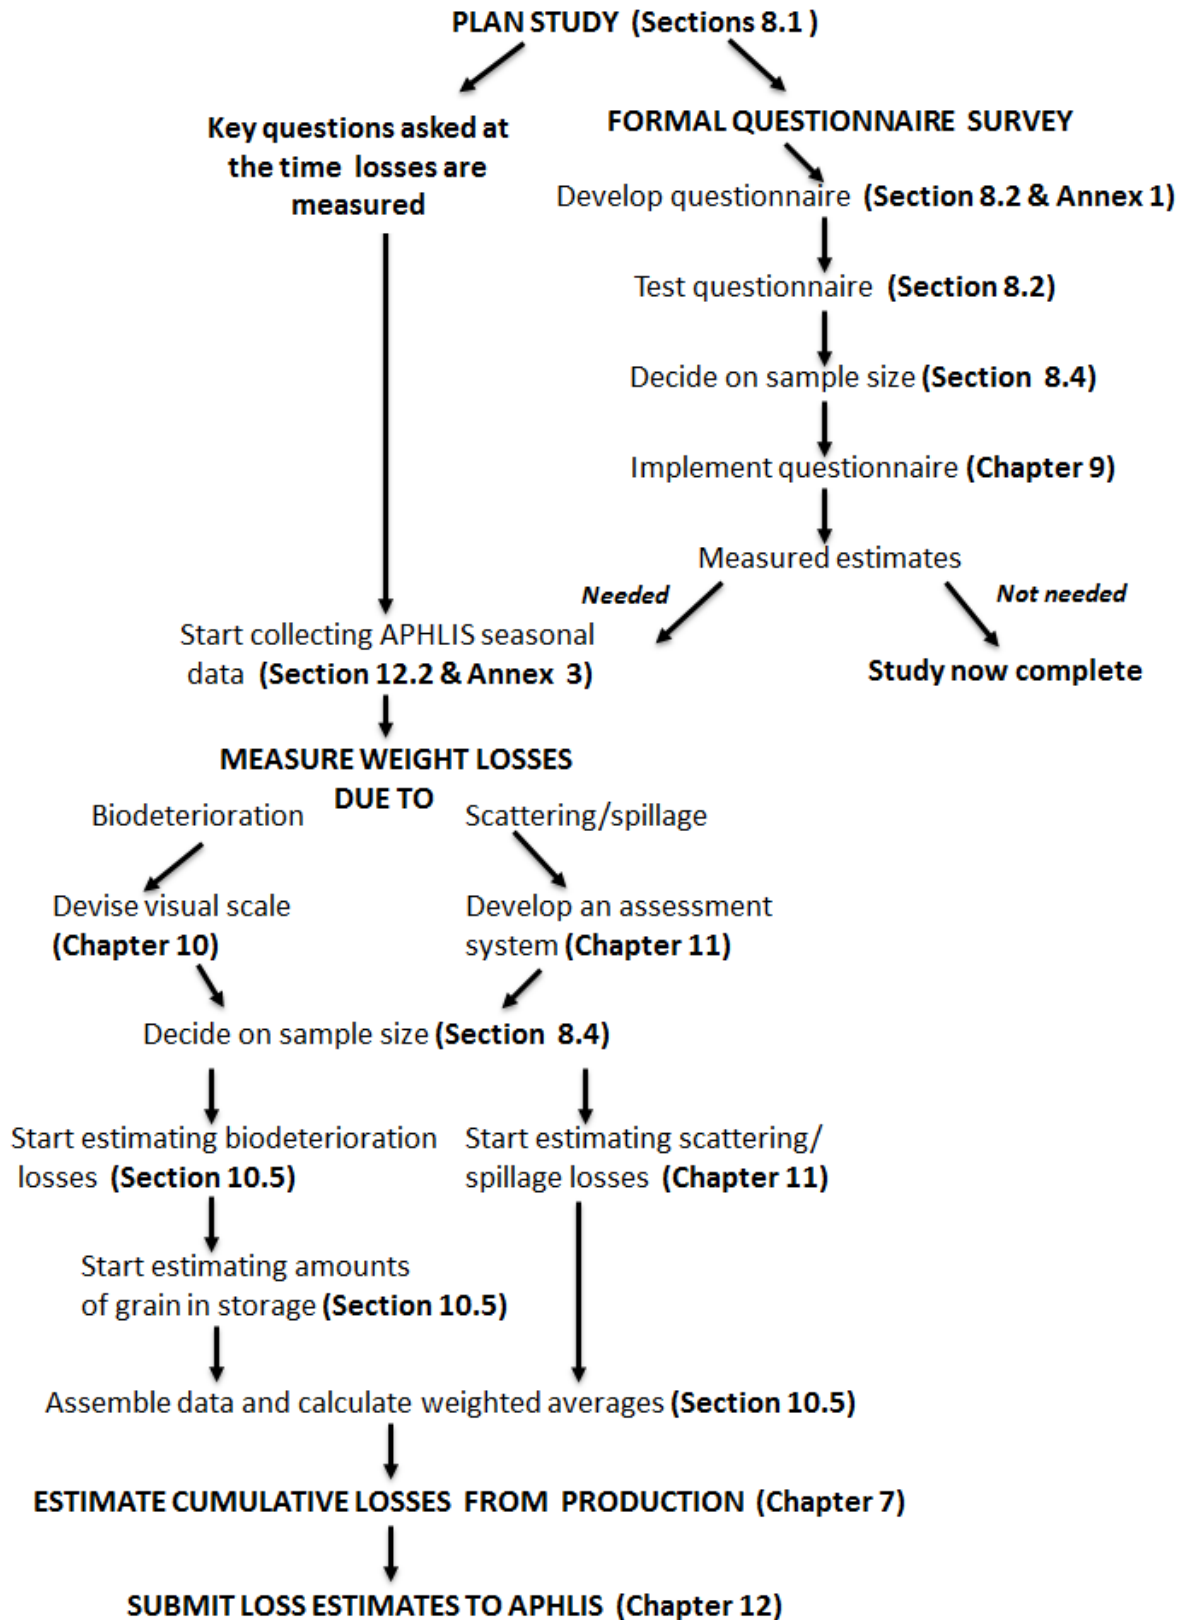 PLAN STUDY (Sections 8.1 )
Key questions asked at
the time losses are
measured
FORMAL QUESTIONNAIRE SURVEY
Develop questionnaire (Section 8.2 & Annex 1)
Test questionnaire (Section 8.2)
Decide on sample size (Section 8.4)
Implement questionnaire (Chapter 9)
Measured estimates
Needed
Not needed
Start collecting APHLIS seasonal
data (Section 12.2 & Annex 3)
Study now complete
MEASURE WEIGHT LOSSES
DUE TO
Biodeterioration
Scattering/spillage
Devise visual scale
(Chapter 10)
Develop an assessment
system (Chapter 11)
Decide on sample size (Section 8.4)
Start estimating biodeterioration
losses (Section 10.5)
Start estimating scattering/
spillage losses (Chapter 11)
Start estimating amounts
of grain in storage (Section 10.5)
Assemble data and calculate weighted averages (Section 10.5)
ESTIMATE CUMULATIVE LOSSES FROM PRODUCTION (Chapter 7)
SUBMIT LOSS ESTIMATES TO APHLIS (Chapter 12)